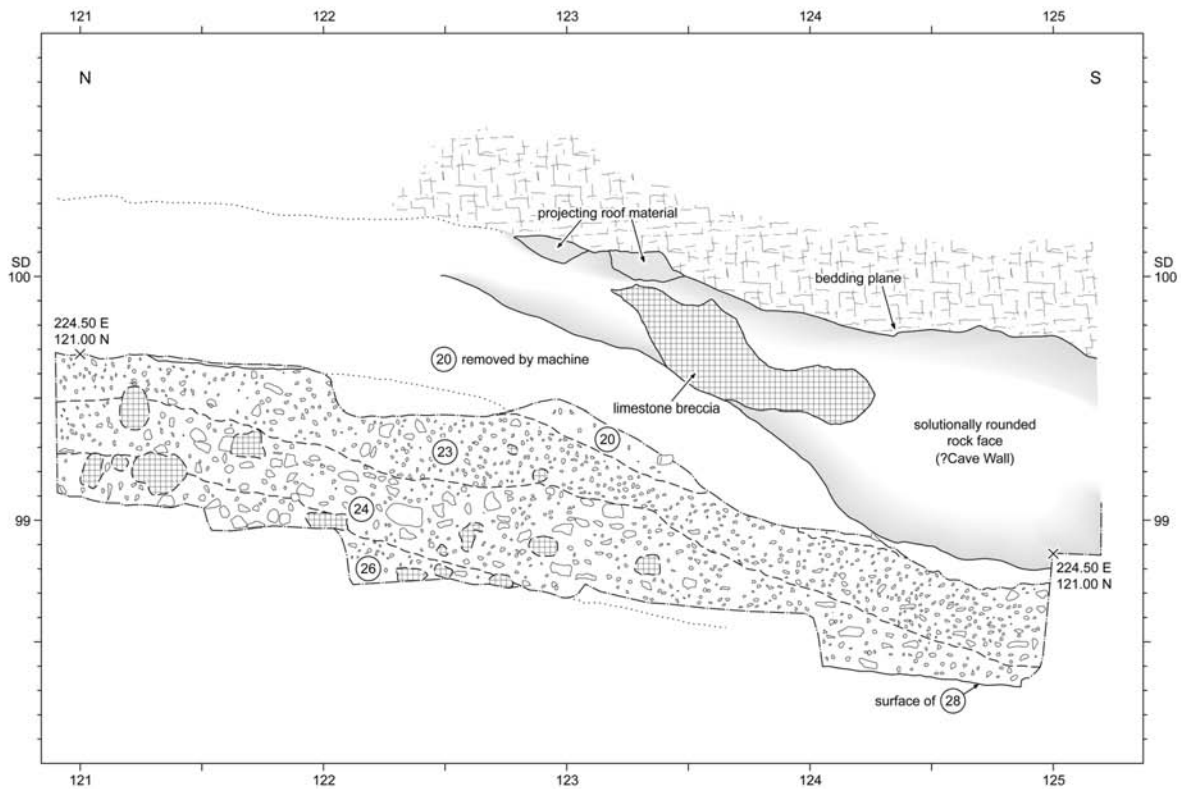 121 122 123 124 125
N S
projecting roof material
SD SD
100 100
bedding plane
224.50 E
121.00 N
20 removed by machine
limestone breccia
20
23
solutionally rounded
rock face
(?Cave Wall)
24
99 99
26
224.50 E
121.00 N
surface of 28
121 122 123 124 125